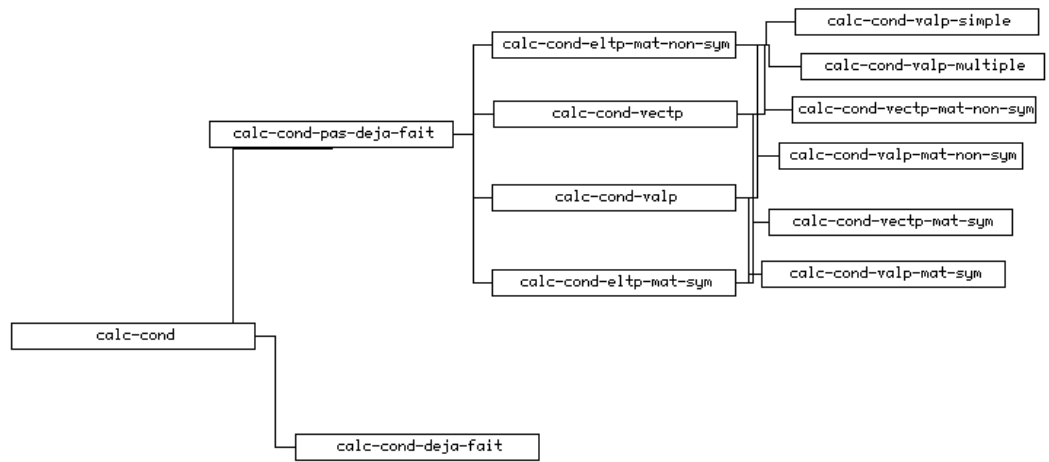 calc-cond-valp-simple
calc-cond-eltp-mat-non-sym
calc-cond-valp-multiple
calc-cond-vectp
calc-cond-vectp-mat-non-sym
calc-cond-pas-deja-fait
calc-cond-valp-mat-non-sym
calc-cond-valp
calc-cond-vectp-mat-sym
calc-cond-eltp-mat-sym
calc-cond-valp-mat-sym
calc-cond
calc-cond-deja-fait